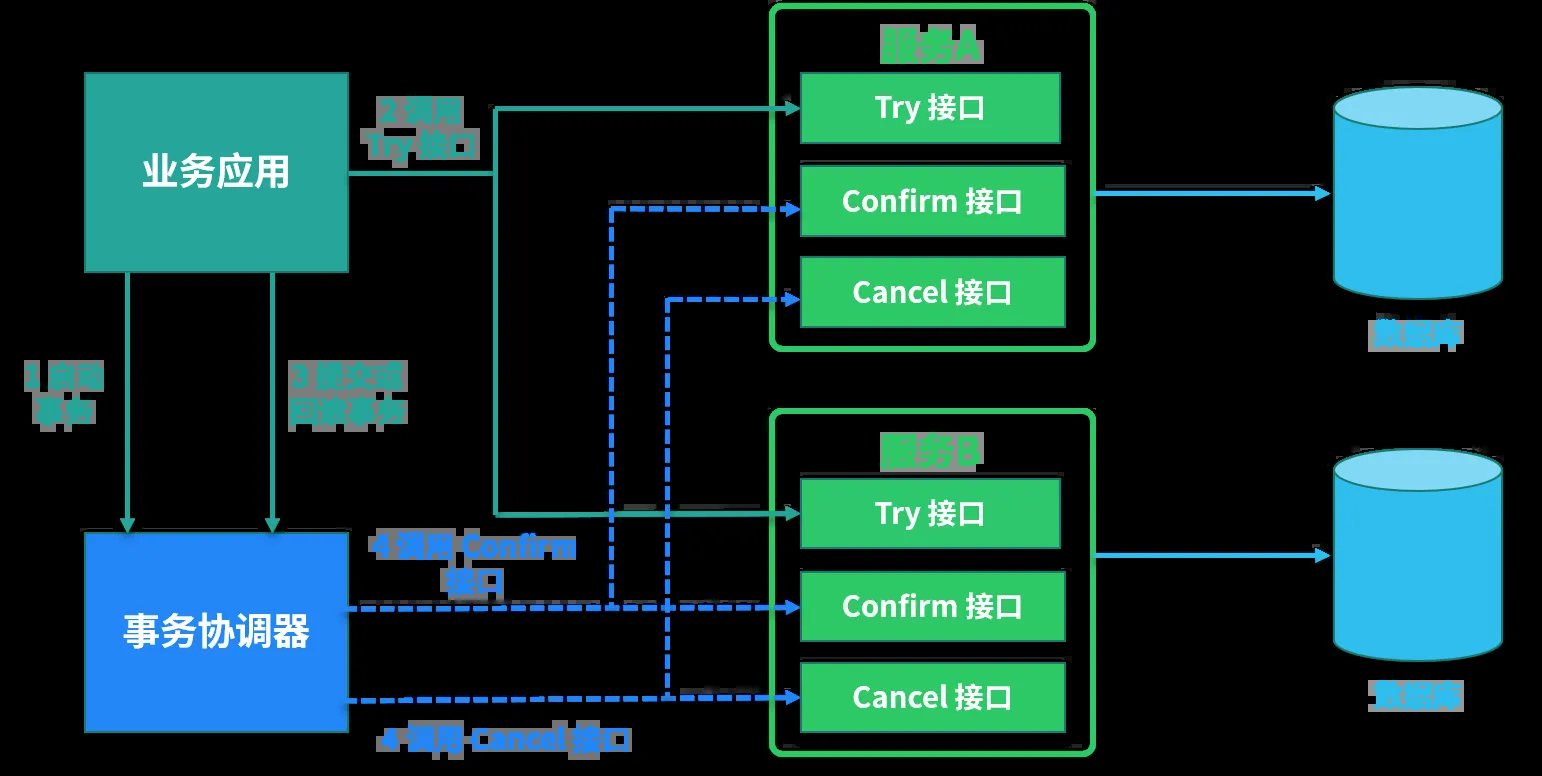 业务应用
2 调用
Try 接口
1 启动
事务
3 提交或
回滚事务
事务协调器
4 调用 Confirm
接口
4 调用 Cancel 接口
服务A
Try 接口
Confirm 接口
Cancel 接口
数据库
服务B
Try 接口
Confirm 接口
Cancel 接口
数据库